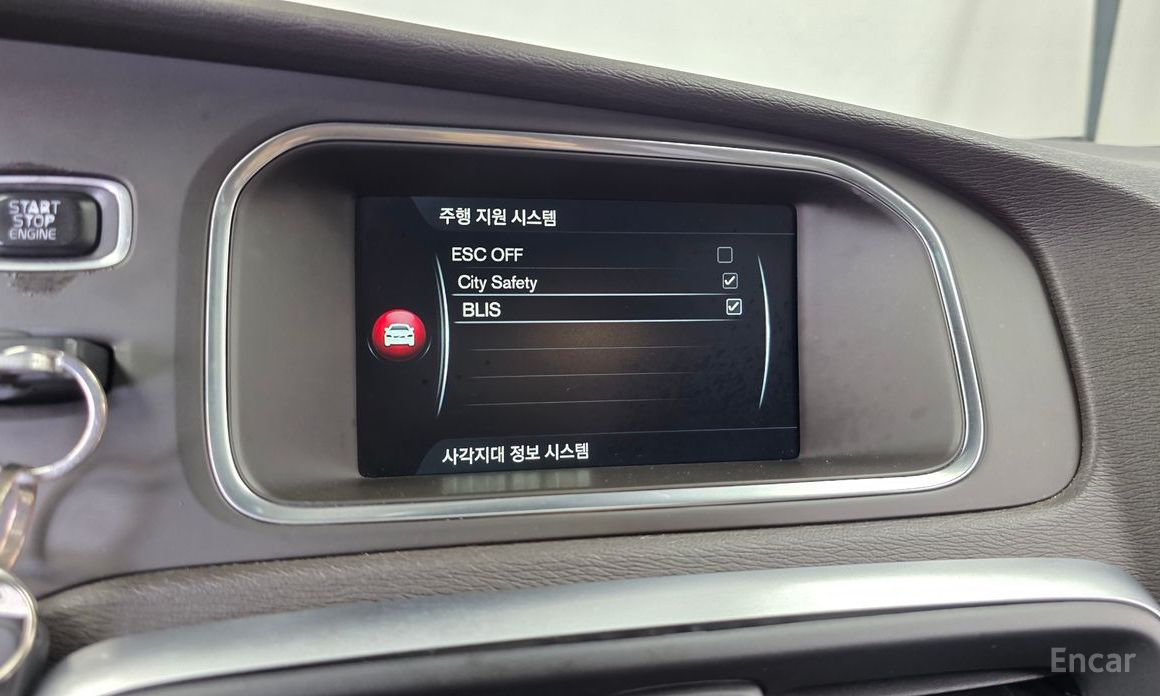 START
STOP
ENGINE
주행 지원 시스템
ESC OFF
City Safety
BLIS
사각지대 정보 시스템
Encar